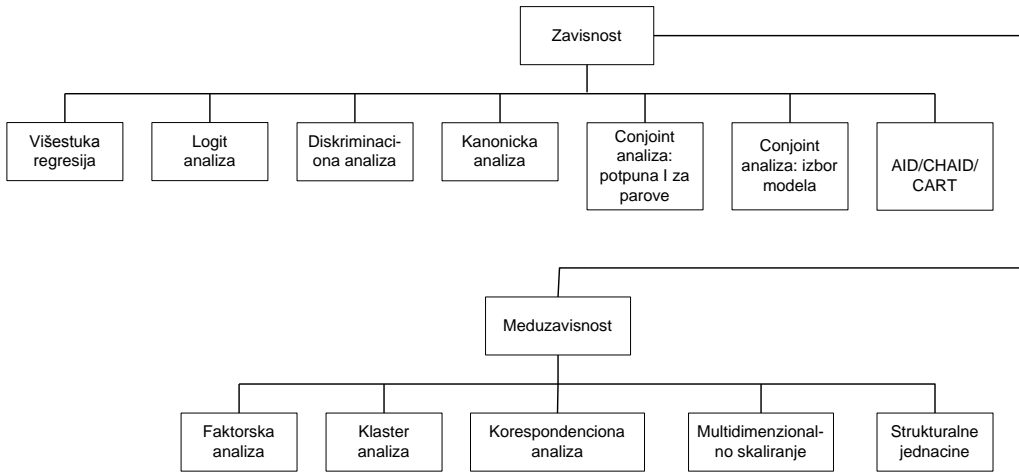 Zavisnost
Višestuka
regresija
Logit
analiza
Diskriminaci-
ona analiza
Kanonicka
analiza
Conjoint
analiza:
potpuna I za
parove
Conjoint
analiza: izbor
modela
AID/CHAID/
CART
Meduzavisnost
Faktorska
analiza
Klaster
analiza
Korespondenciona
analiza
Multidimenzional-
no skaliranje
Strukturalne
jednacine